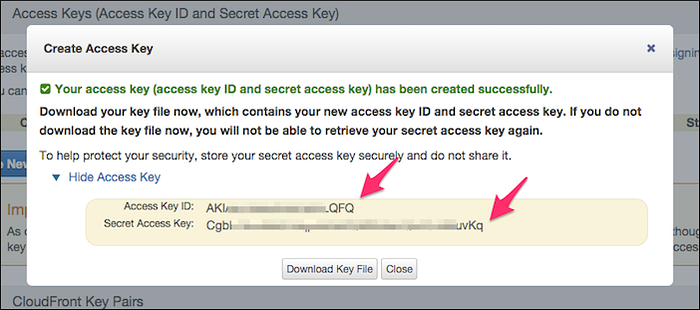 Access Keys (Access Key ID and Secret Access Key)
Create Access Key
Your access key (access key ID and secret access key) has been created successfully.
Download your key file now, which contains your new access key ID and secret access key. If you do not
download the key file now, you will not be able to retrieve your secret access key again.
To help protect your security, store your secret access key securely and do not share it.
Hide Access Key
Access Key ID: QFQ
Secret Access Key: uvKq
Download Key File Close
CloudFront Key Pairs